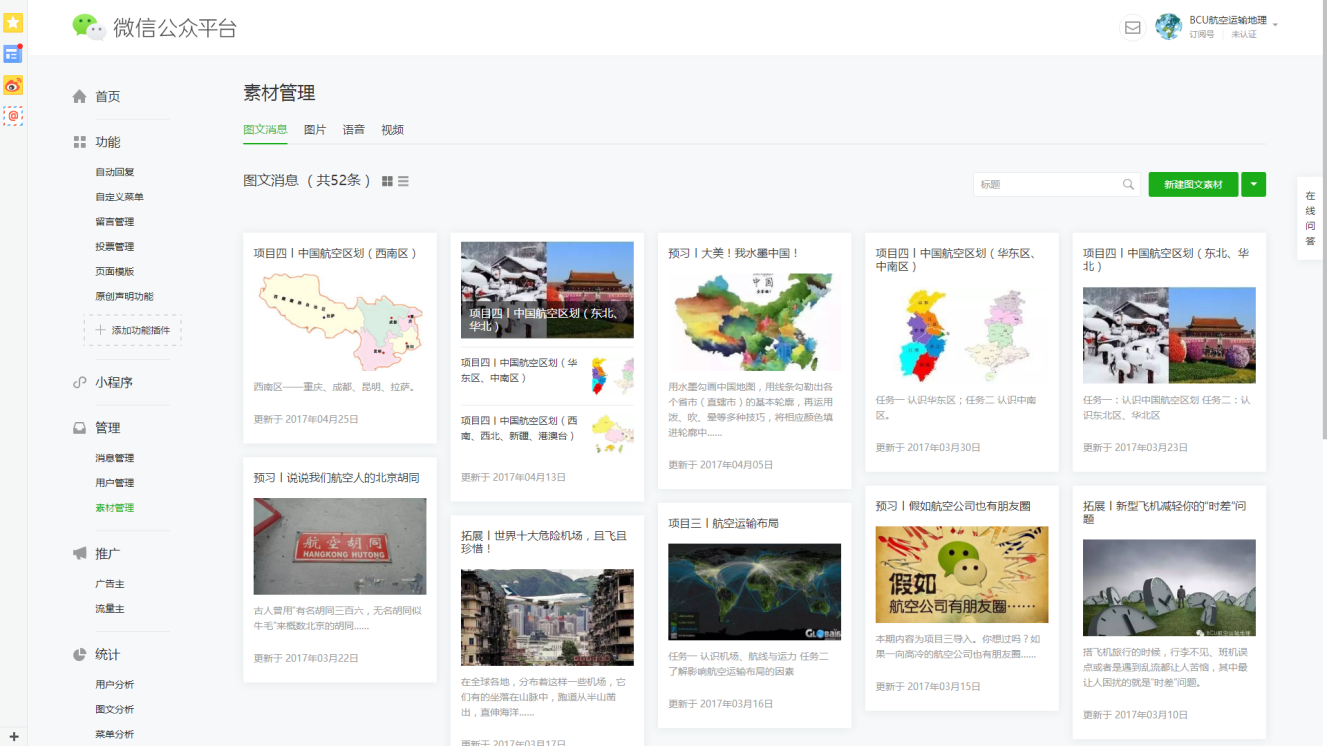 微信公众平台
BCU航空运输地理
订阅号
未认证
首页
功能
自动回复
自定义菜单
留言管理
投票管理
页面模版
原创声明功能
添加功能插件
小程序
管理
消息管理
用户管理
素材管理
推广
广告主
流量主
统计
用户分析
图文分析
菜单分析
素材管理
图文消息
图片
语音
视频
图文消息 （共52条）
标题
新建图文素材
在
线
问
答
项目四丨中国航空区划（西南区）
西南区——重庆、成都、昆明、拉萨。
更新于 2017年04月25日
预习丨说说我们航空人的北京胡同
航空胡同
HANGKONG HUTONG
古人曾用“有名胡同三百六，无名胡同似
牛毛”来概数北京的胡同......
更新于 2017年03月22日
项目四丨中国航空区划（东北、
华北）
项目四丨中国航空区划（华
东区、中南区）
项目四丨中国航空区划（西
南、西北、新疆、港澳台）
更新于 2017年04月13日
拓展丨世界十大危险机场，且飞且
珍惜！
在全球各地，分布着这样一些机场，它
们有的坐落在山脉中，跑道从半山凿
出，直伸海洋......
更新于 2017年03月17日
预习丨大美！我水墨中国！
中国
用水墨勾画中国地图，用线条勾勒出各
个省市（直辖市）的基本轮廓，再运用
泼、吹、晕等多种技巧，将相应颜色填
进轮廓中......
更新于 2017年04月05日
项目三丨航空运输布局
任务一 认识机场、航线与运力 任务二
了解影响航空运输布局的因素
更新于 2017年03月16日
项目四丨中国航空区划（华东区、
中南区）
任务一 认识华东区；任务二 认识中南
区。
更新于 2017年03月30日
预习丨假如航空公司也有朋友圈
假如
航空公司有朋友圈······
本期内容为项目三导入。你想过吗？如
果一向高冷的航空公司也有朋友圈......
更新于 2017年03月15日
项目四丨中国航空区划（东北、华
北）
任务一：认识中国航空区划 任务二：认
识东北区、华北区
更新于 2017年03月23日
拓展丨新型飞机减轻你的“时差”问
题
BCU航空运输地理
搭飞机旅行的时候，行李不见、班机误
点或者是遇到乱流都让人苦恼，其中最
让人困扰的就是“时差”问题。
更新于 2017年03月10日